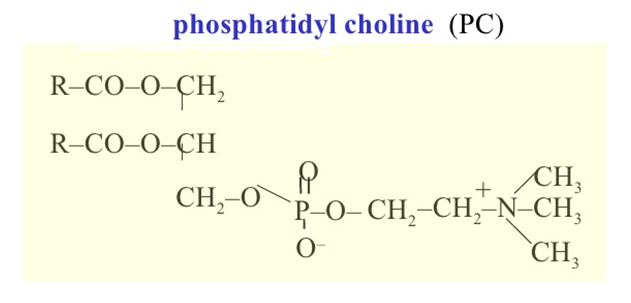 phosphatidyl choline (PC)
R–CO–O–CH₂
R–CO–O–CH
O
CH₃
CH₂–O
P–O–CH₂–CH₂–N–CH₃
+
O⁻
CH₃